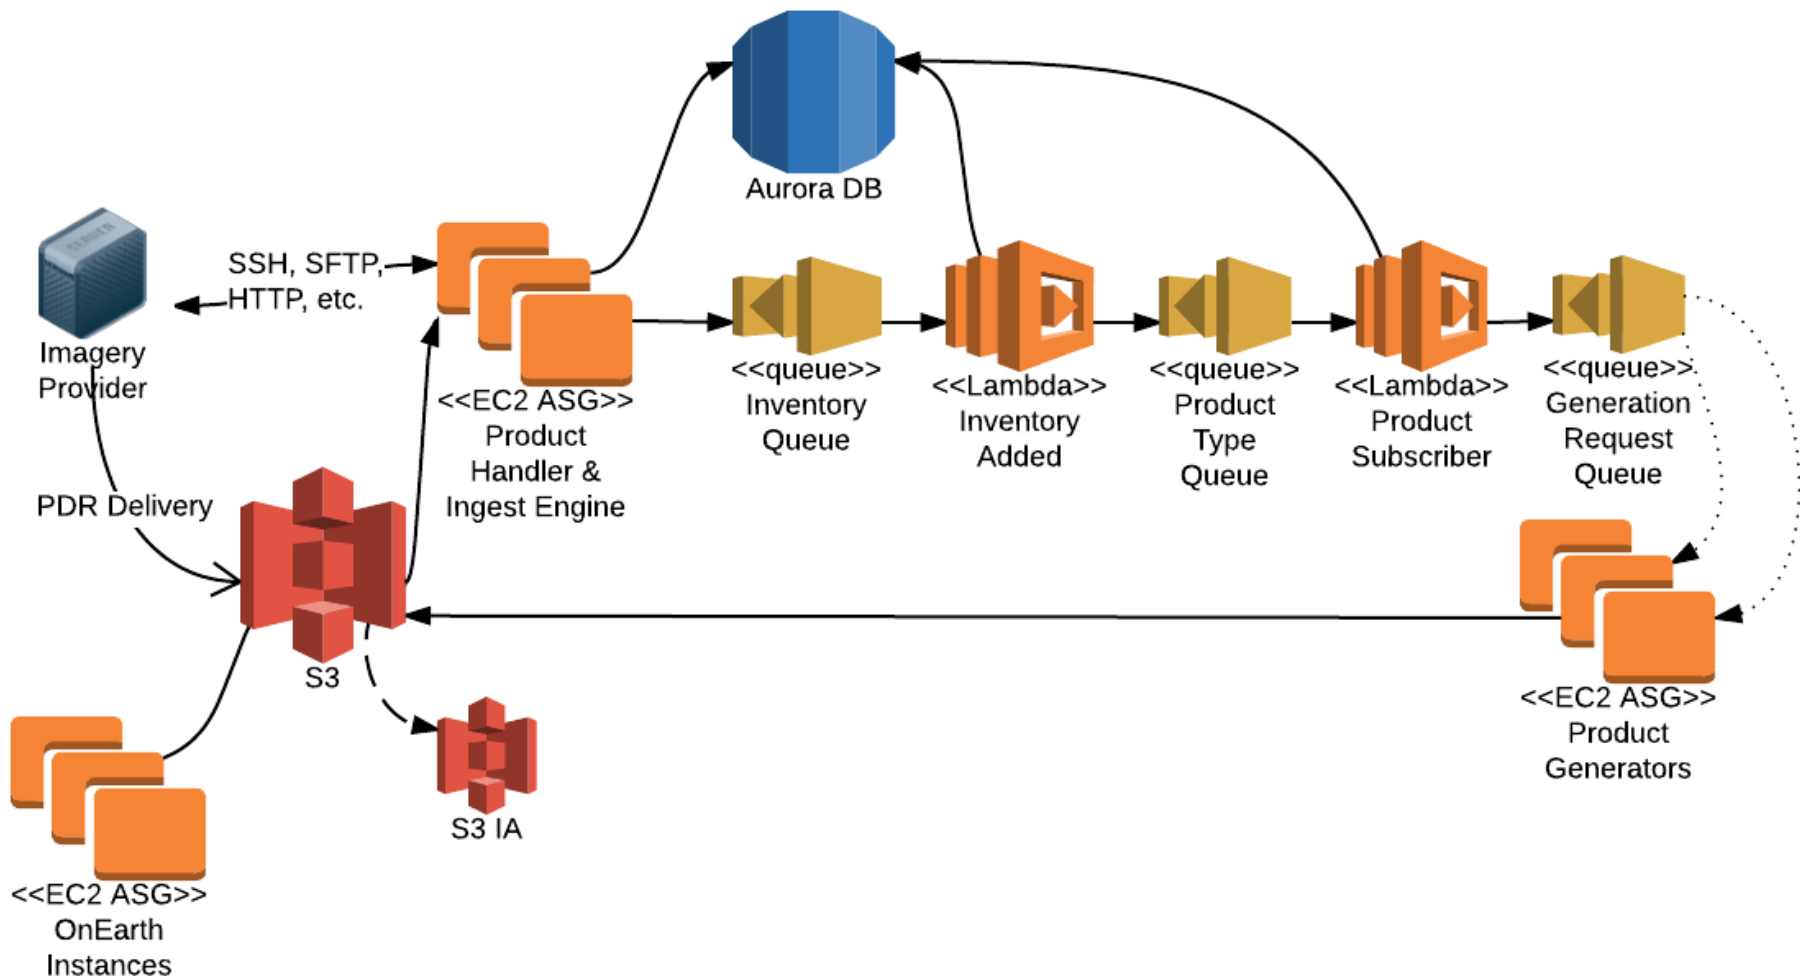 Aurora DB
SERVER
SSH, SFTP,
HTTP, etc.
Imagery
Provider
<<EC2 ASG>>
Product
Handler &
Ingest Engine
<<queue>>
Inventory
Queue
<<Lambda>>
Inventory
Added
<<queue>>
Product
Type
Queue
<<Lambda>>
Product
Subscriber
<<queue>>
Generation
Request
Queue
PDR Delivery
S3
S3 IA
<<EC2 ASG>>
Product
Generators
<<EC2 ASG>>
OnEarth
Instances